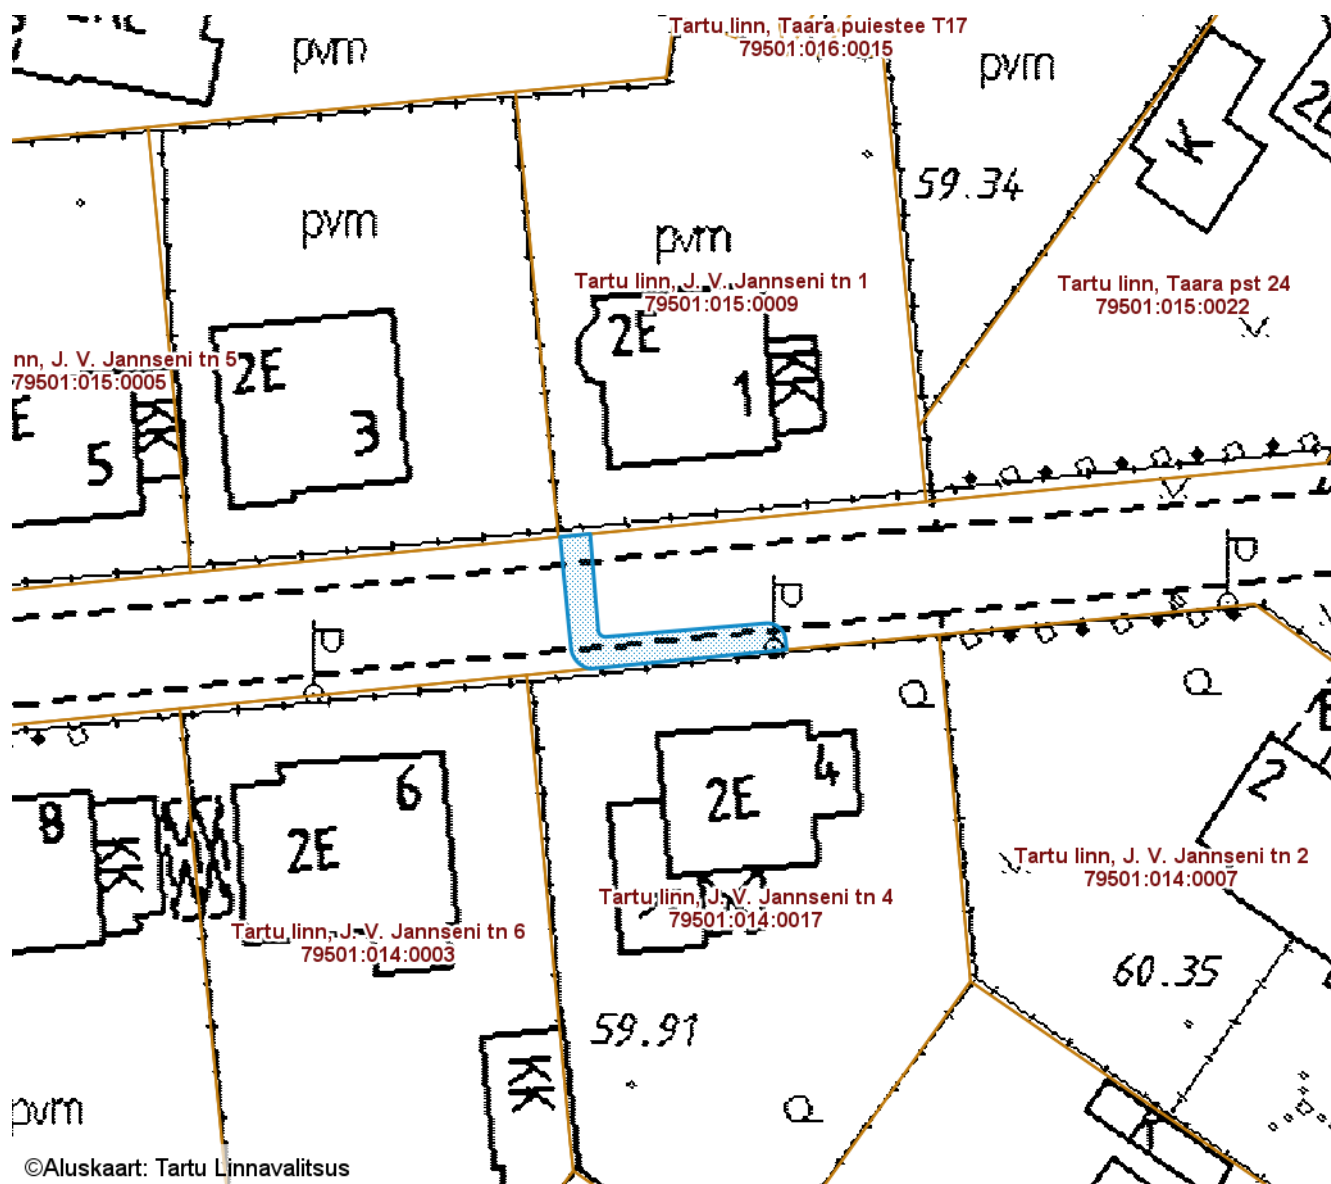 Tartu linn, Taara puiestee T17
79501:016:0015
pvm
pvm
K
59.34
pvm
pvm
Tartu linn, J. V. Jannseni tn 1
79501:015:0009
Tartu linn, Taara pst 24
79501:015:0022
2E
1
KK
nn, J. V. Jannseni tn 5
79501:015:0005
2E
3
KK
5
8
KK
2E
6
2E
4
2
Tartu linn, J. V. Jannseni tn 2
79501:014:0007
Tartu linn, J. V. Jannseni tn 4
79501:014:0017
Tartu linn, J. V. Jannseni tn 6
79501:014:0003
60.35
59.91
KK
pvm
K
©Aluskaart: Tartu Linnavalitsus